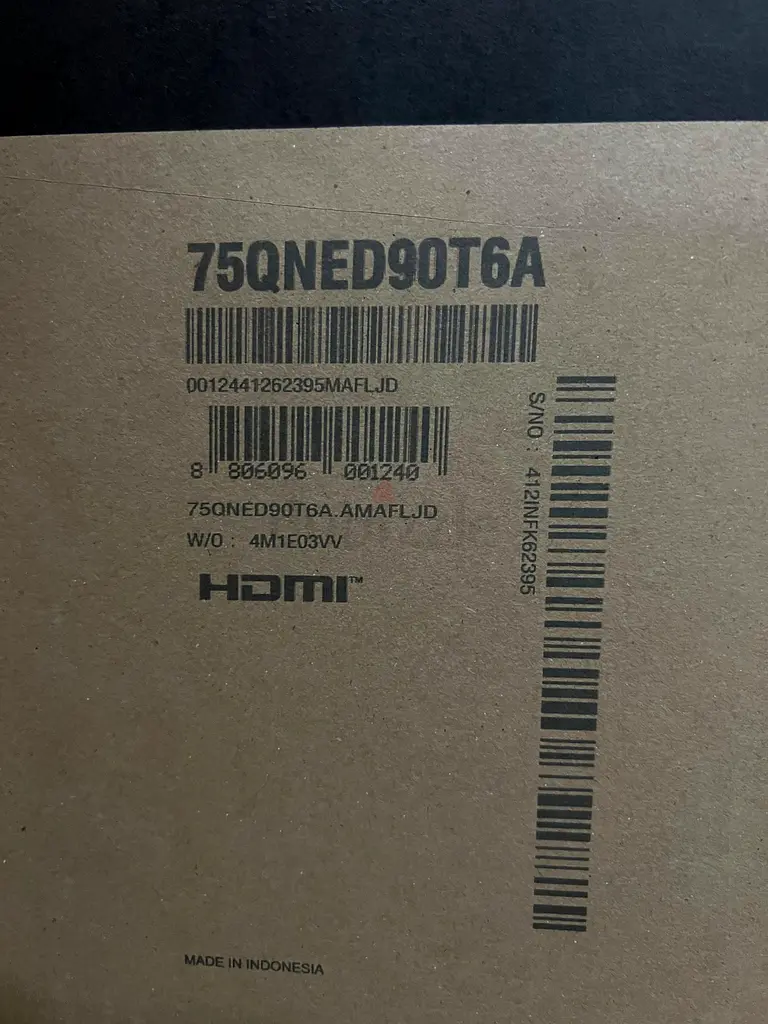 75QNED90T6A
0012441262395MAFLJD
8 806096 001240
75QNED90T6A.AMAFLJD
W/O : 4M1E03VV
HDMI™
S/NO : 412INFK62395
MADE IN INDONESIA